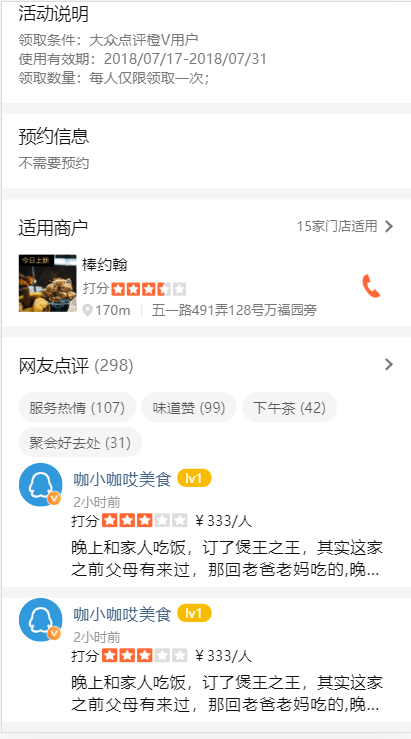 活动说明
领取条件：大众点评橙V用户
使用有效期：2018/07/17-2018/07/31
领取数量：每人仅限领取一次；
预约信息
不需要预约
适用商户
15家门店适用
今日上新
棒约翰
打分
170m
五一路491弄128号万福园旁
网友点评 (298)
服务热情 (107)
味道赞 (99)
下午茶 (42)
聚会好去处 (31)
咖小咖哎美食 lv1
2小时前
打分 ¥333/人
晚上和家人吃饭，订了煲王之王，其实这家
之前父母有来过，那回老爸老妈吃的,晚...
咖小咖哎美食 lv1
2小时前
打分 ¥333/人
晚上和家人吃饭，订了煲王之王，其实这家
之前父母有来过，那回老爸老妈吃的,晚...